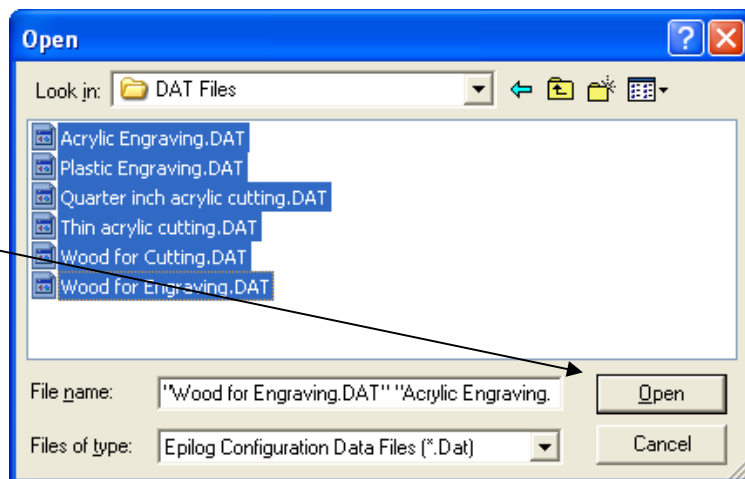 Open
Look in: DAT Files
Acrylic Engraving.DAT
Plastic Engraving.DAT
Quarter inch acrylic cutting.DAT
Thin acrylic cutting.DAT
Wood for Cutting.DAT
Wood for Engraving.DAT
File name: "Wood for Engraving.DAT" "Acrylic Engraving. Open
Files of type: Epilog Configuration Data Files (*.Dat) Cancel